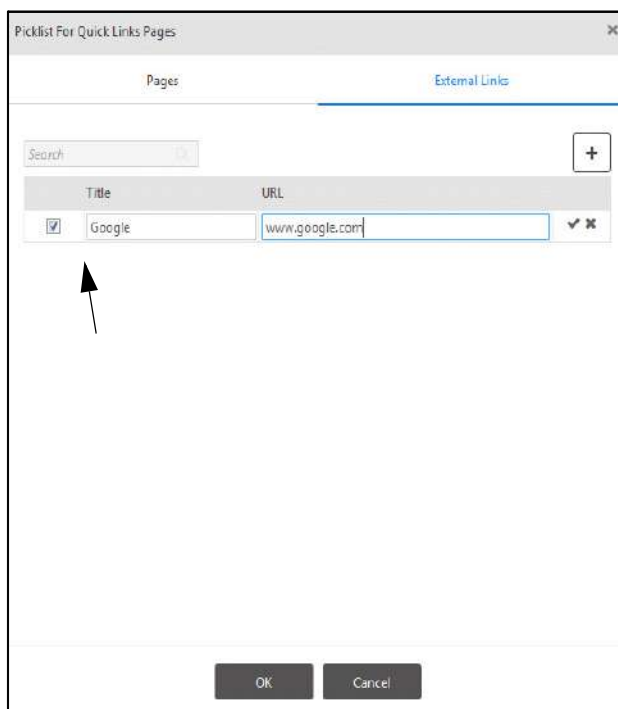 Picklist For Quick Links Pages
Pages External Links
Search
Title URL
Google www.google.com
OK Cancel